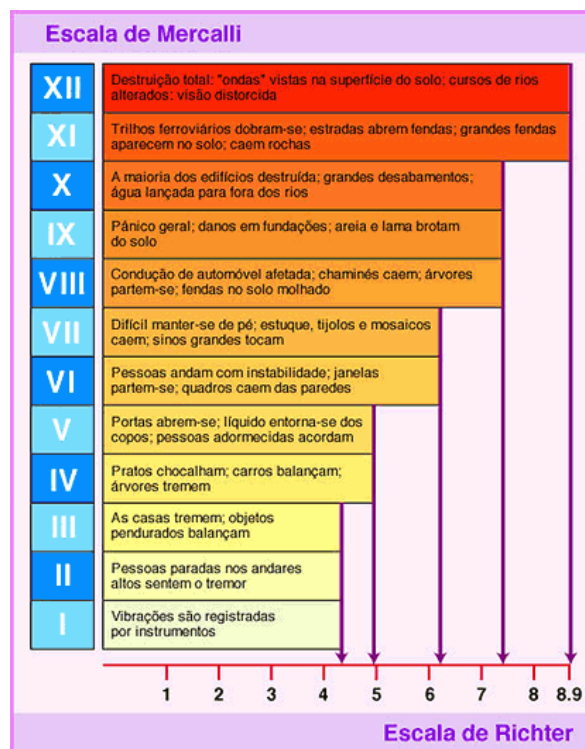 Escala de Mercalli
XII
Destruição total: "ondas" vistas na superfície do solo; cursos de rios
alterados: visão distorcida
XI
Trilhos ferroviários dobram-se; estradas abrem fendas; grandes fendas
aparecem no solo; caem rochas
X
A maioria dos edifícios destruída; grandes desabamentos;
água lançada para fora dos rios
IX
Pânico geral; danos em fundações; areia e lama brotam
do solo
VIII
Condução de automóvel afetada; chaminés caem; árvores
partem-se; fendas no solo molhado
VII
Difícil manter-se de pé; estuque, tijolos e mosaicos
caem; sinos grandes tocam
VI
Pessoas andam com instabilidade; janelas
partem-se; quadros caem das paredes
V
Portas abrem-se; líquido entorna-se dos
copos; pessoas adormecidas acordam
IV
Pratos chocalham; carros balançam;
árvores tremem
III
As casas tremem; objetos
pendurados balançam
II
Pessoas paradas nos andares
altos sentem o tremor
I
Vibrações são registradas
por instrumentos
1 2 3 4 5 6 7 8 8.9
Escala de Richter